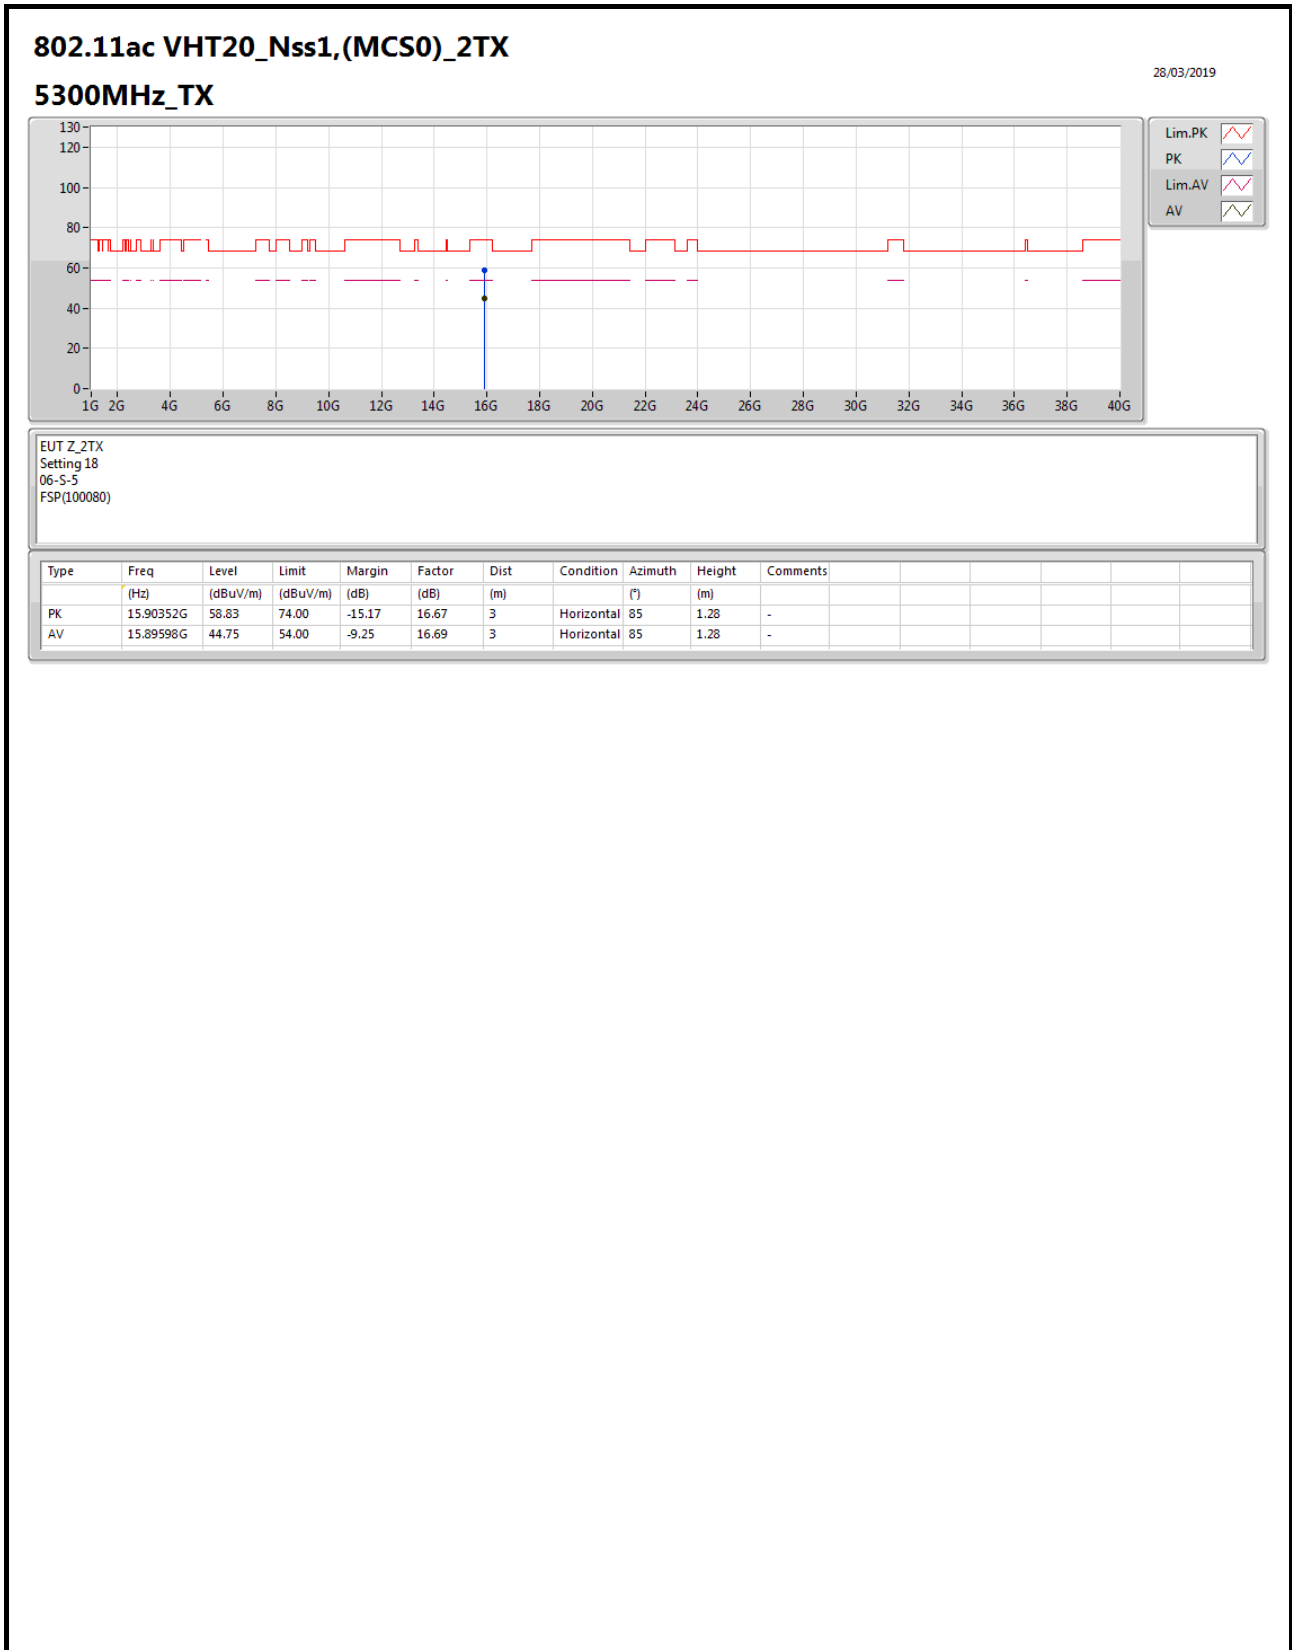 802.11ac VHT20_Nss1,(MCS0)_2TX
28/03/2019
5300MHz_TX
130
120
100
80
60
40
20
0
1G 2G 4G 6G 8G 10G 12G 14G 16G 18G 20G 22G 24G 26G 28G 30G 32G 34G 36G 38G 40G
Lim.PK
PK
Lim.AV
AV
EUT Z_2TX
Setting 18
06-S-5
FSP(100080)
Type Freq Level Limit Margin Factor Dist Condition Azimuth Height Comments
(Hz) (dBuV/m) (dBuV/m) (dB) (dB) (m) (°) (m)
PK 15.90352G 58.83 74.00 -15.17 16.67 3 Horizontal 85 1.28 -
AV 15.89598G 44.75 54.00 -9.25 16.69 3 Horizontal 85 1.28 -